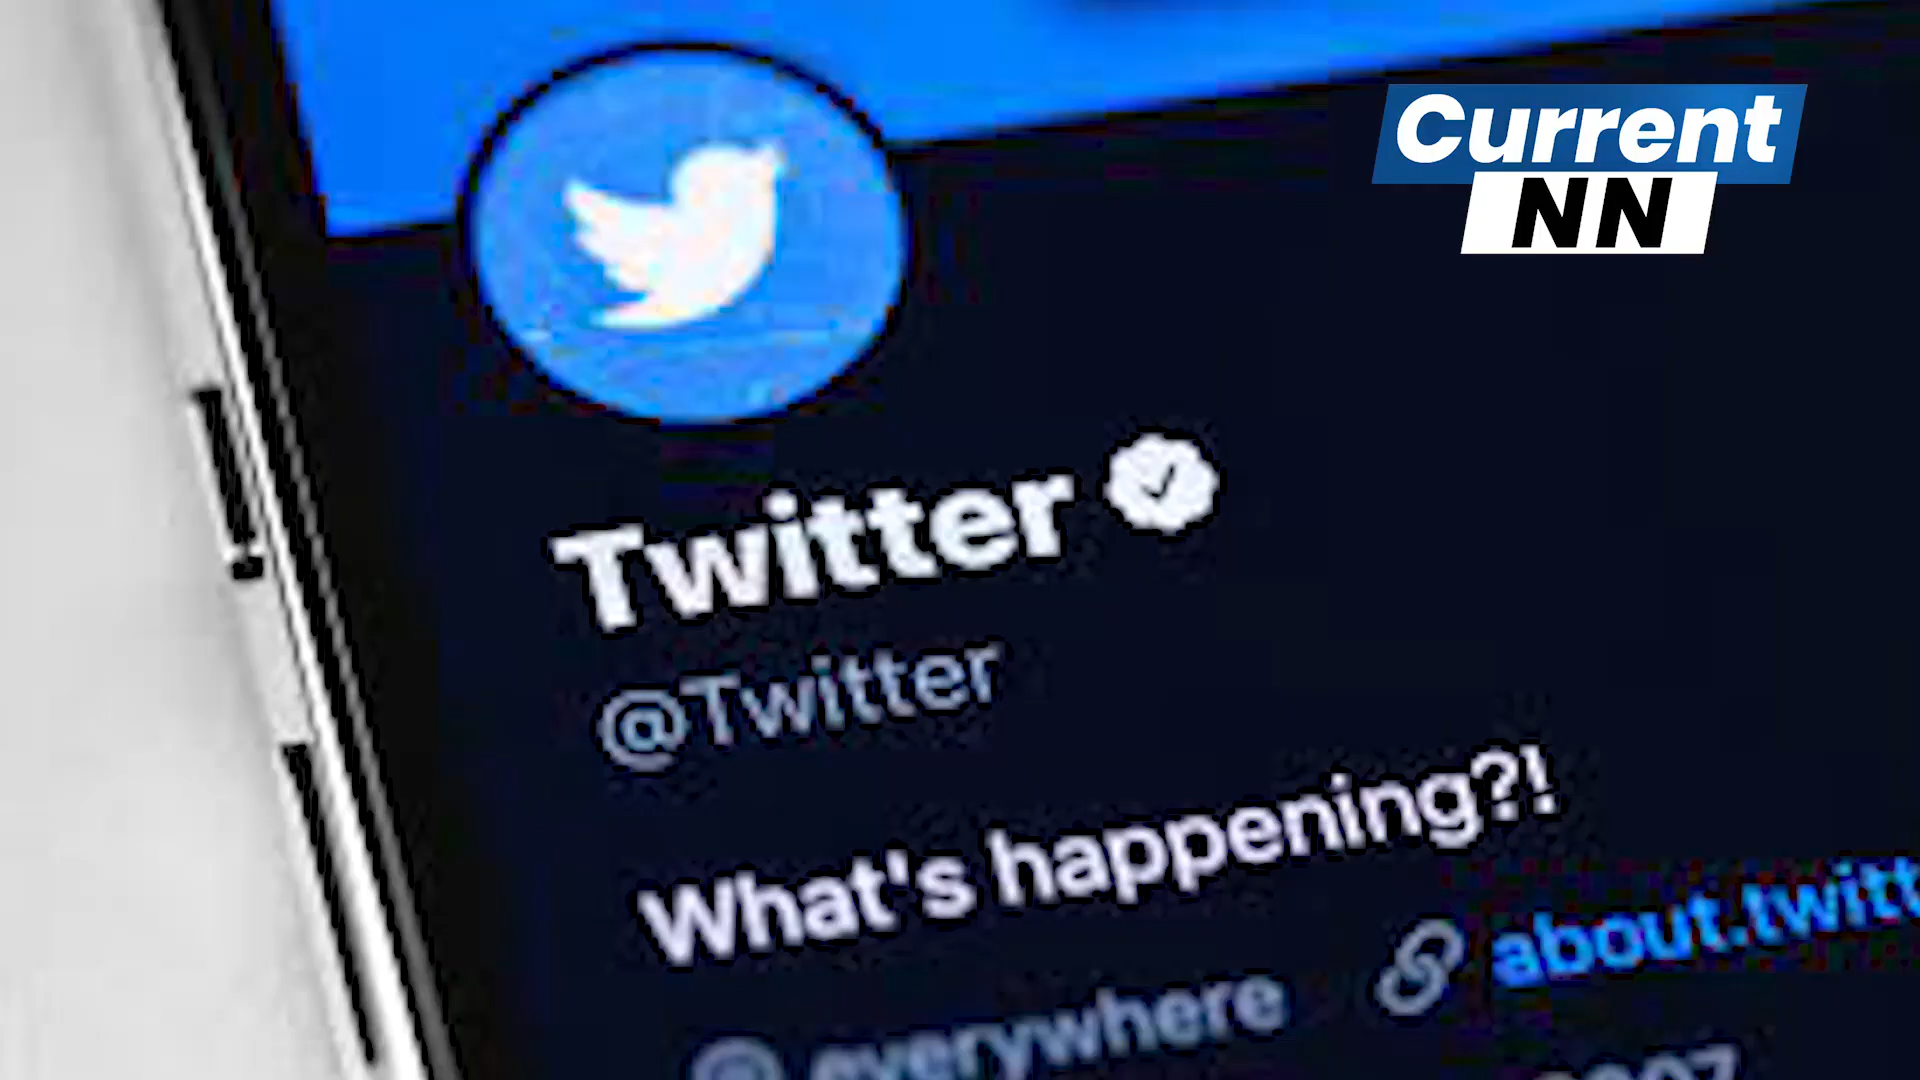 Current
NN
Twitter
@Twitter
What's happening?!
everywhere
about.twitt